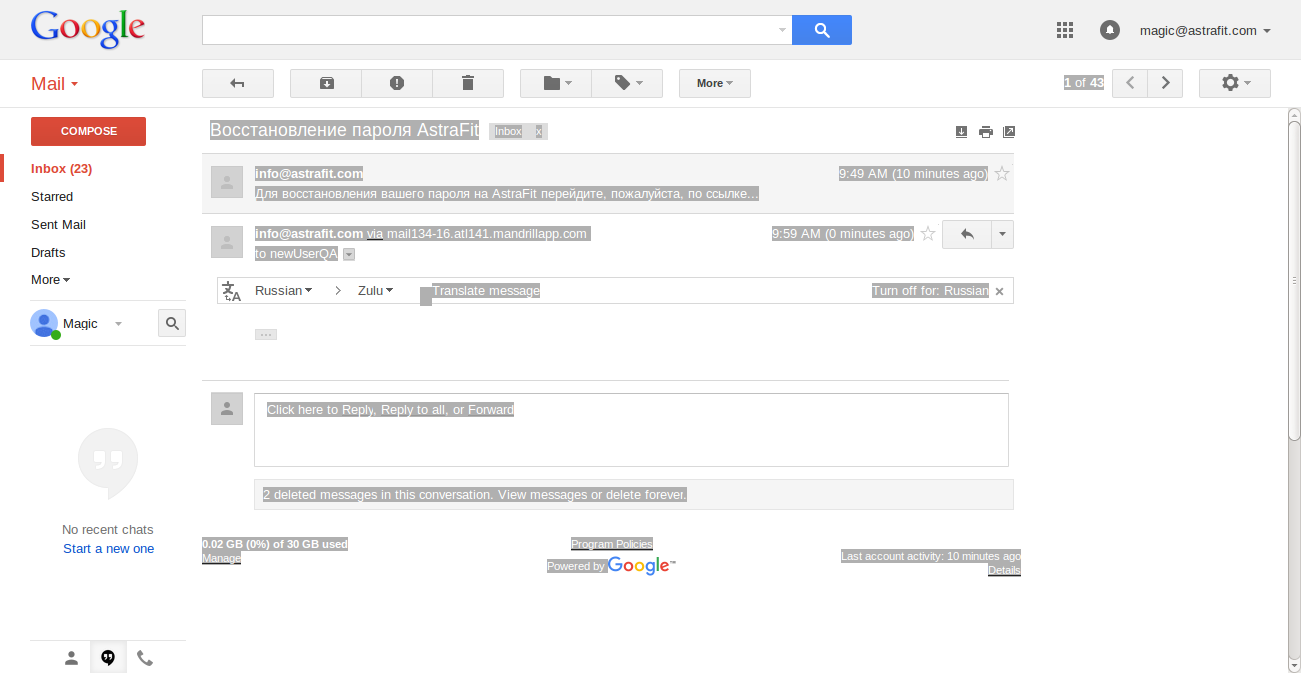 Google
magic@astrafit.com
Mail
More
1 of 43
COMPOSE
Inbox (23)
Starred
Sent Mail
Drafts
More
Magic
No recent chats
Start a new one
Восстановление пароля AstraFit Inbox x
info@astrafit.com 9:49 AM (10 minutes ago)
Для восстановления вашего пароля на AstraFit перейдите, пожалуйста, по ссылке...
info@astrafit.com via mail134-16.atl141.mandrillapp.com 9:59 AM (0 minutes ago)
to newUserQA
Russian > Zulu Translate message Turn off for: Russian x
...
Click here to Reply, Reply to all, or Forward
2 deleted messages in this conversation. View messages or delete forever.
0.02 GB (0%) of 30 GB used
Manage
Program Policies
Powered by Google™
Last account activity: 10 minutes ago
Details